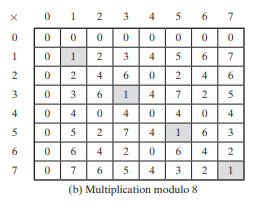 × 0 1 2 3 4 5 6 7
0 0 0 0 0 0 0 0 0
1 0 1 2 3 4 5 6 7
2 0 2 4 6 0 2 4 6
3 0 3 6 1 4 7 2 5
4 0 4 0 4 0 4 0 4
5 0 5 2 7 4 1 6 3
6 0 6 4 2 0 6 4 2
7 0 7 6 5 4 3 2 1
(b) Multiplication modulo 8